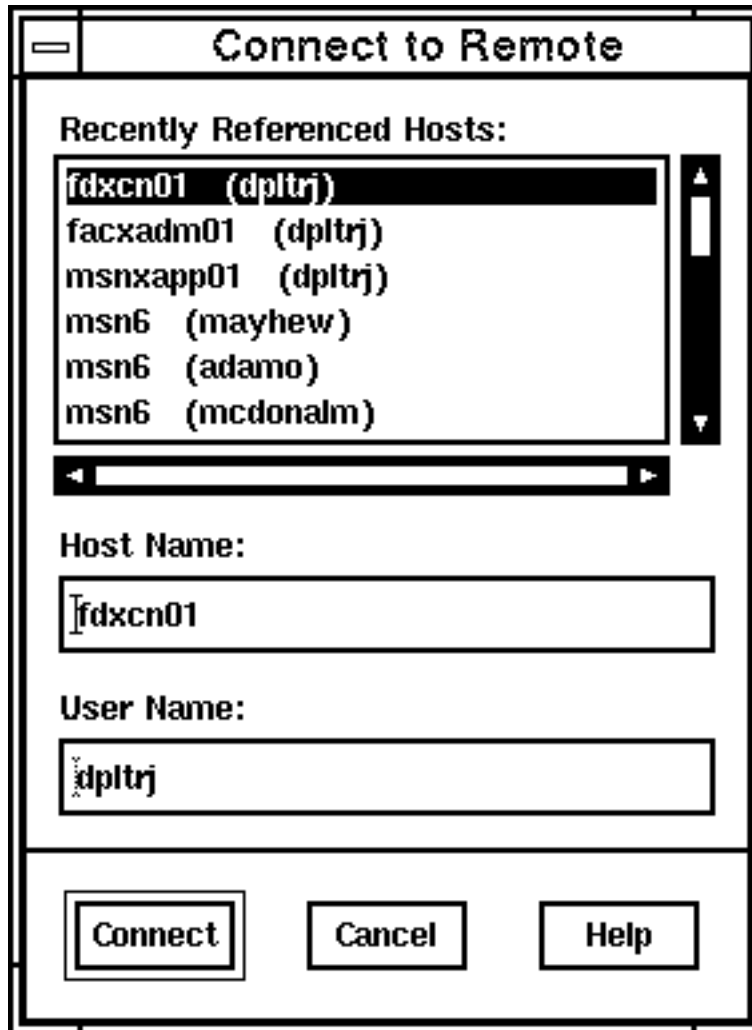 Connect to Remote
Recently Referenced Hosts:
fdxcn01 (dpltrj)
facxadm01 (dpltrj)
msnxapp01 (dpltrj)
msn6 (mayhew)
msn6 (adamo)
msn6 (mcdonalm)
Host Name:
fdxcn01
User Name:
dpltrj
Connect Cancel Help